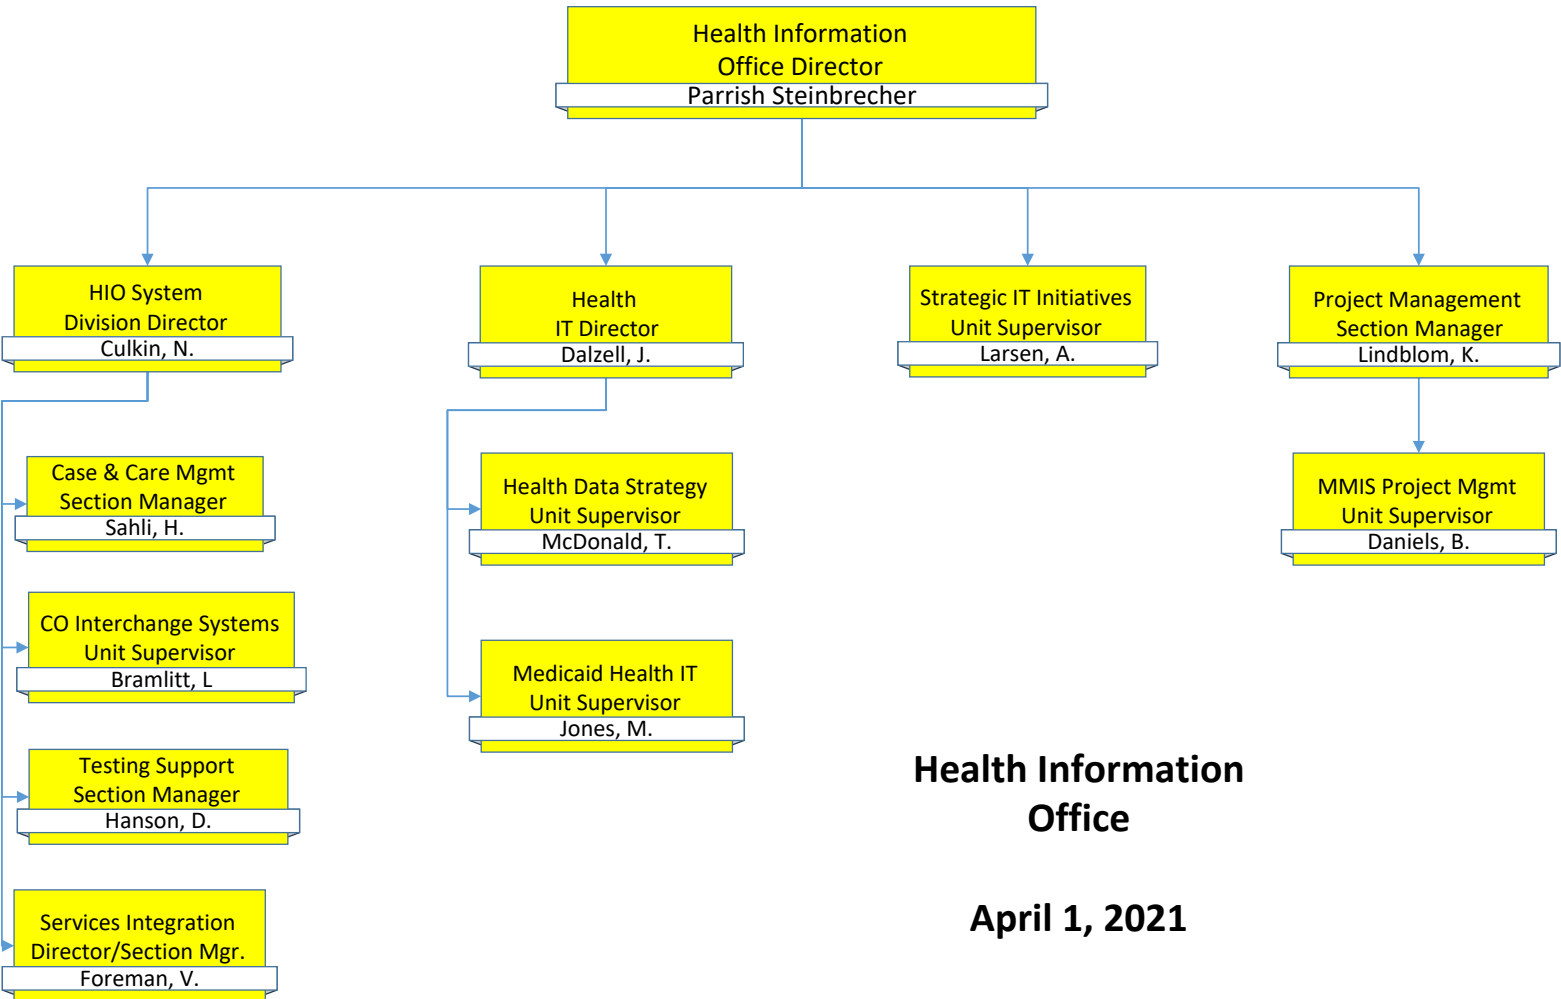 Health Information
Office Director
Parrish Steinbrecher
HIO System
Division Director
Culkin, N.
Health
IT Director
Dalzell, J.
Strategic IT Initiatives
Unit Supervisor
Larsen, A.
Project Management
Section Manager
Lindblom, K.
Case & Care Mgmt
Section Manager
Sahli, H.
Health Data Strategy
Unit Supervisor
McDonald, T.
MMIS Project Mgmt
Unit Supervisor
Daniels, B.
CO Interchange Systems
Unit Supervisor
Bramlitt, L
Medicaid Health IT
Unit Supervisor
Jones, M.
Testing Support
Section Manager
Hanson, D.
Services Integration
Director/Section Mgr.
Foreman, V.
Health Information
Office
April 1, 2021